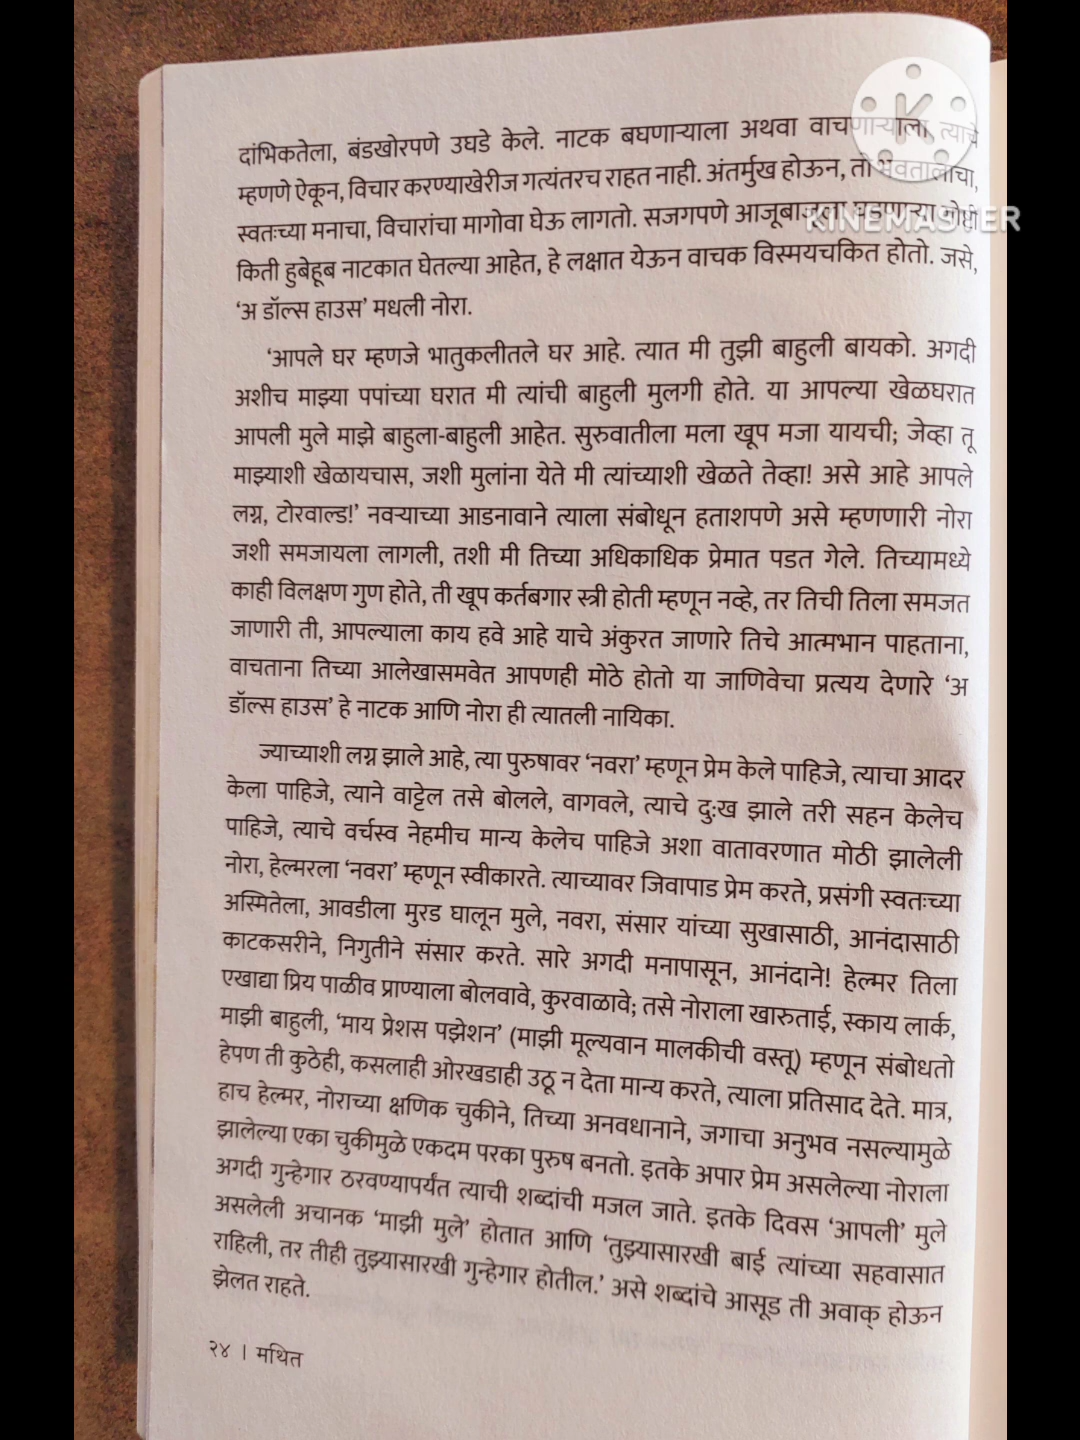 दांभिकतेला, बंडखोरपणे उघडे केले. नाटक बघणाऱ्याला अथवा वाचणाऱ्याला त्याचे
म्हणणे ऐकून, विचार करण्याखेरीज गत्यंतरच राहत नाही. अंतर्मुख होऊन, तो भवतालाचा,
स्वतःच्या मनाचा, विचारांचा मागोवा घेऊ लागतो. सजगपणे आजूबाजूला घडणाऱ्या गोष्टी
KINEMASTER
किती हुबेहूब नाटकात घेतल्या आहेत, हे लक्षात येऊन वाचक विस्मयचकित होतो. जसे,
‘अ डॉल्स हाउस’ मधली नोरा.
‘आपले घर म्हणजे भातुकलीतले घर आहे. त्यात मी तुझी बाहुली बायको. अगदी
अशीच माझ्या पपांच्या घरात मी त्यांची बाहुली मुलगी होते. या आपल्या खेळघरात
आपली मुले माझे बाहुला-बाहुली आहेत. सुरुवातीला मला खूप मजा यायची; जेव्हा तू
माझ्याशी खेळायचास, जशी मुलांना येते मी त्यांच्याशी खेळते तेव्हा! असे आहे आपले
लग्न, टोरवाल्ड!’ नवऱ्याच्या आडनावाने त्याला संबोधून हताशपणे असे म्हणणारी नोरा
जशी समजायला लागली, तशी मी तिच्या अधिकाधिक प्रेमात पडत गेले. तिच्यामध्ये
काही विलक्षण गुण होते, ती खूप कर्तबगार स्त्री होती म्हणून नव्हे, तर तिची तिला समजत
जाणारी ती, आपल्याला काय हवे आहे याचे अंकुरत जाणारे तिचे आत्मभान पाहताना,
वाचताना तिच्या आलेखासमवेत आपणही मोठे होतो या जाणिवेचा प्रत्यय देणारे ‘अ
डॉल्स हाउस’ हे नाटक आणि नोरा ही त्यातली नायिका.
ज्याच्याशी लग्न झाले आहे, त्या पुरुषावर ‘नवरा’ म्हणून प्रेम केले पाहिजे, त्याचा आदर
केला पाहिजे, त्याने वाट्टेल तसे बोलले, वागवले, त्याचे दुःख झाले तरी सहन केलेच
पाहिजे, त्याचे वर्चस्व नेहमीच मान्य केलेच पाहिजे अशा वातावरणात मोठी झालेली
नोरा, हेल्मरला ‘नवरा’ म्हणून स्वीकारते. त्याच्यावर जिवापाड प्रेम करते, प्रसंगी स्वतःच्या
अस्मितेला, आवडीला मुरड घालून मुले, नवरा, संसार यांच्या सुखासाठी, आनंदासाठी
काटकसरीने, निगुतीने संसार करते. सारे अगदी मनापासून, आनंदाने! हेल्मर तिला
एखाद्या प्रिय पाळीव प्राण्याला बोलवावे, कुरवाळावे; तसे नोराला खारुताई, स्काय लार्क,
माझी बाहुली, ‘माय प्रेशस पझेशन’ (माझी मूल्यवान मालकीची वस्तू) म्हणून संबोधतो
हेपण ती कुठेही, कसलाही ओरखडाही उठू न देता मान्य करते, त्याला प्रतिसाद देते. मात्र,
हाच हेल्मर, नोराच्या क्षणिक चुकीने, तिच्या अनवधानाने, जगाचा अनुभव नसल्यामुळे
झालेल्या एका चुकीमुळे एकदम परका पुरुष बनतो. इतके अपार प्रेम असलेल्या नोराला
अगदी गुन्हेगार ठरवण्यापर्यंत त्याची शब्दांची मजल जाते. इतके दिवस ‘आपली’ मुले
असलेली अचानक ‘माझी मुले’ होतात आणि ‘तुझ्यासारखी बाई त्यांच्या सहवासात
राहिली, तर तीही तुझ्यासारखी गुन्हेगार होतील.’ असे शब्दांचे आसूड ती अवाक् होऊन
झेलत राहते.
२४ । मथित